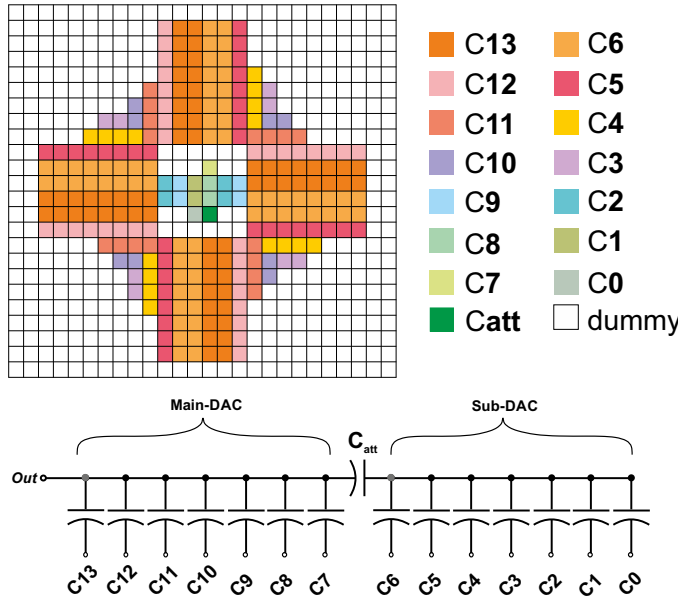 C13 C6
C12 C5
C11 C4
C10 C3
C9 C2
C8 C1
C7 C0
Catt dummy
Main-DAC Sub-DAC
Catt
Out
C13 C12 C11 C10 C9 C8 C7 C6 C5 C4 C3 C2 C1 C0